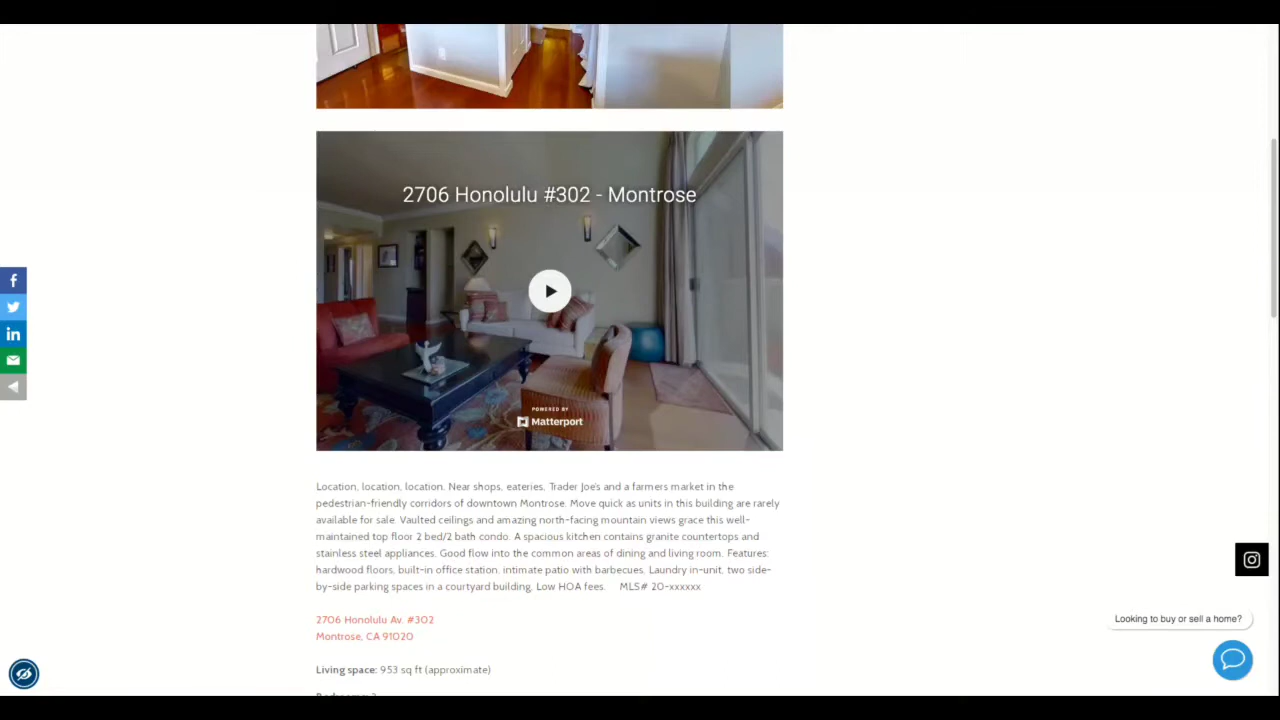 2706 Honolulu #302 - Montrose
POWERED BY
Matterport
Location, location, location. Near shops, eateries, Trader Joe's and a farmers market in the
pedestrian-friendly corridors of downtown Montrose. Move quick as units in this building are rarely
available for sale. Vaulted ceilings and amazing north-facing mountain views grace this well-
maintained top floor 2 bed/2 bath condo. A spacious kitchen contains granite countertops and
stainless steel appliances. Good flow into the common areas of dining and living room. Features:
hardwood floors, built-in office station, intimate patio with barbecues. Laundry in-unit, two side-
by-side parking spaces in a courtyard building, Low HOA fees. MLS# 20-xxxxxx
2706 Honolulu Av. #302
Montrose, CA 91020
Looking to buy or sell a home?
Living space: 953 sq ft (approximate)